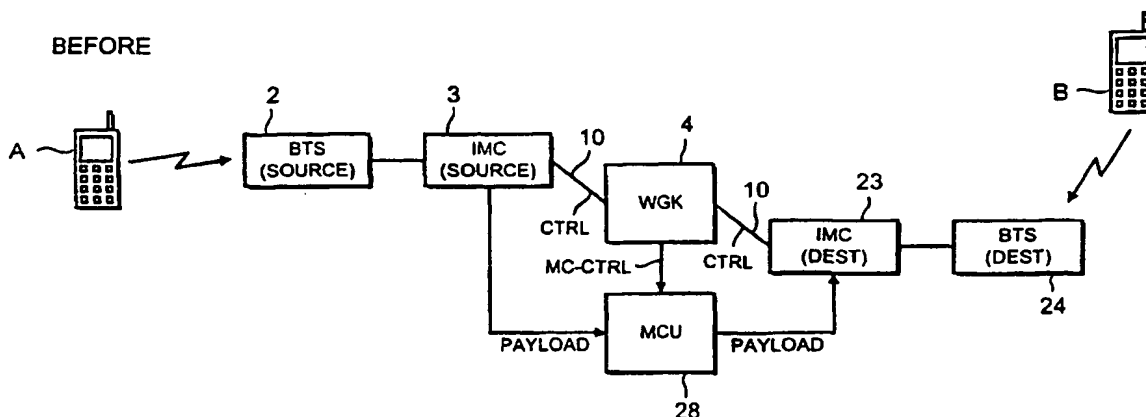 BEFORE
A
2
BTS
(SOURCE)
3
IMC
(SOURCE)
10
CTRL
4
WGK
10
CTRL
23
IMC
(DEST)
BTS
(DEST)
24
B
MC-CTRL
PAYLOAD
MCU
28
PAYLOAD